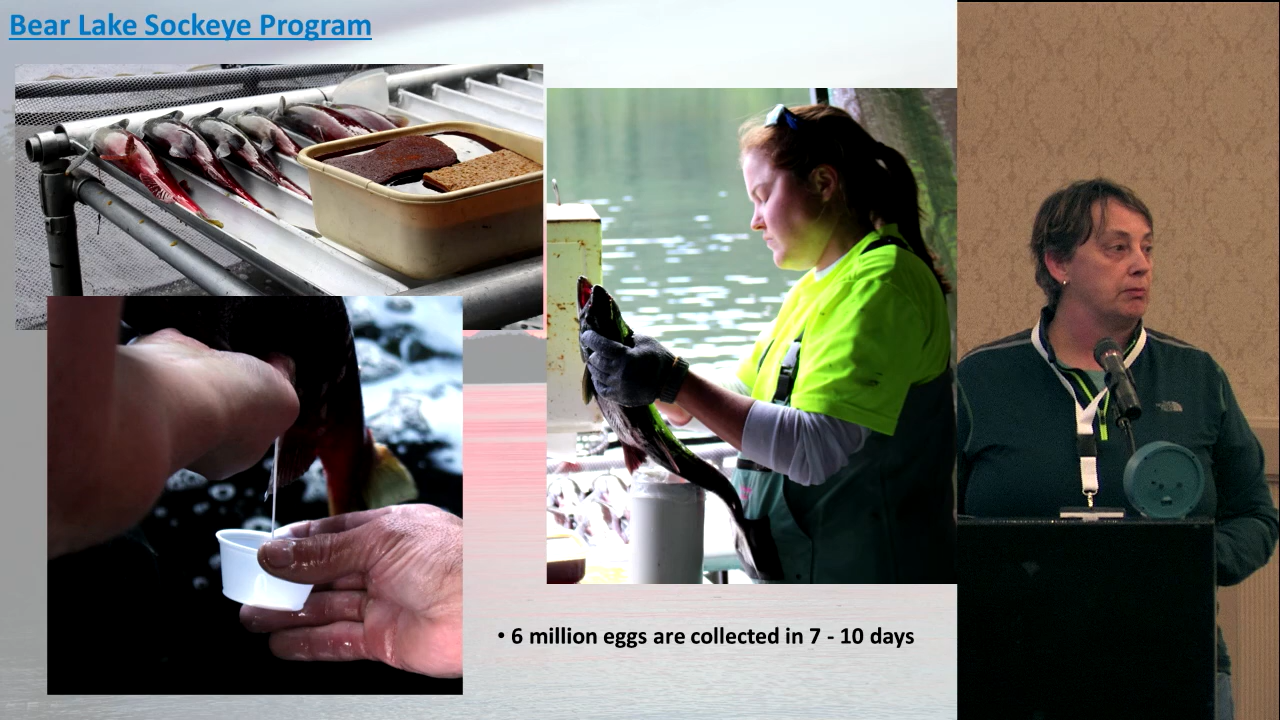 Bear Lake Sockeye Program
• 6 million eggs are collected in 7 - 10 days